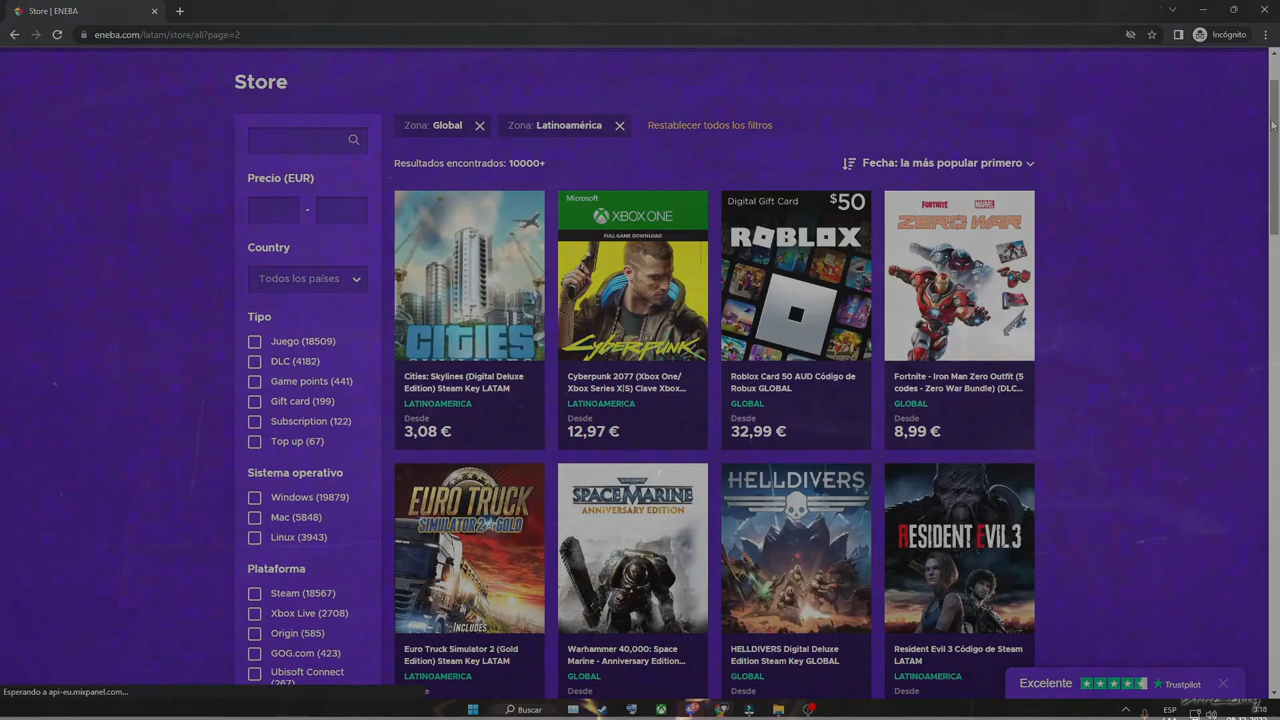 Store | ENEBA
eneba.com/latam/store/all?page=2
Incógnito
Store
Zona: Global
Zona: Latinoamérica
Restablecer todos los filtros
Resultados encontrados: 10000+
Fecha: la más popular primero
Precio (EUR)
-
Country
Todos los países
Tipo
Juego (18509)
DLC (4182)
Game points (441)
Gift card (199)
Subscription (122)
Top up (67)
Sistema operativo
Windows (19879)
Mac (5848)
Linux (3943)
Plataforma
Steam (18567)
Xbox Live (2708)
Origin (585)
GOG.com (423)
Ubisoft Connect
(267)
CITIES
SKYLINES
Cities: Skylines (Digital Deluxe
Edition) Steam Key LATAM
LATINOAMERICA
Desde
3,08 €
Microsoft
XBOX ONE
FULL GAME DOWNLOAD
CYBERPUNK
Cyberpunk 2077 (Xbox One/
Xbox Series X|S) Clave Xbox...
LATINOAMERICA
Desde
12,97 €
Digital Gift Card $50
ROBLOX
Roblox Card 50 AUD Código de
Robux GLOBAL
GLOBAL
Desde
32,99 €
FORTNITE MARVEL
ZERO WAR
Fortnite - Iron Man Zero Outfit (5
codes - Zero War Bundle) (DLC...
GLOBAL
Desde
8,99 €
EURO TRUCK
SIMULATOR 2 GOLD
INCLUDES
Euro Truck Simulator 2 (Gold
Edition) Steam Key LATAM
LATINOAMERICA
SPACE MARINE
ANNIVERSARY EDITION
Warhammer 40,000: Space
Marine - Anniversary Edition...
GLOBAL
Desde
HELLDIVERS
HELLDIVERS Digital Deluxe
Edition Steam Key GLOBAL
GLOBAL
Desde
RESIDENT EVIL 3
Resident Evil 3 Código de Steam
LATAM
LATINOAMERICA
Desde
Excelente
Trustpilot
Esperando a api-eu.mixpanel.com...
Buscar
ESP